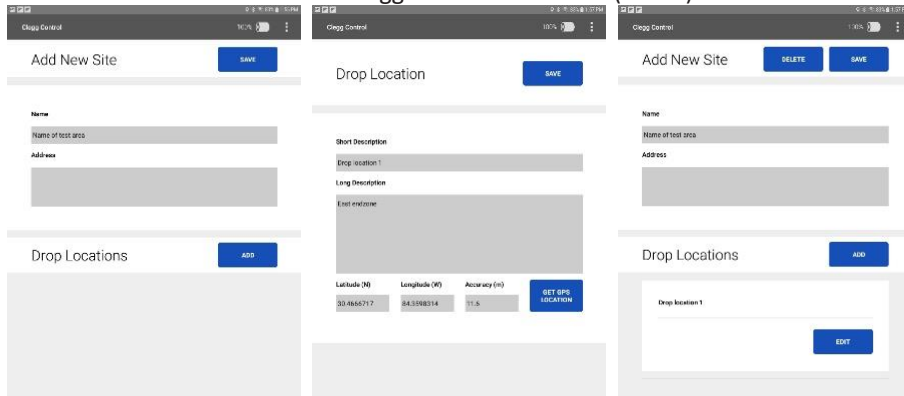 Clegg Control 100%
Add New Site SAVE
Name
Name of test area
Address
Drop Locations ADD
Clegg Control 100%
Drop Location SAVE
Short Description
Drop location 1
Long Description
East endzone
Latitude (N) Longitude (W) Accuracy (m)
30.4666717 84.3598314 11.6
GET GPS
LOCATION
Clegg Control 100%
Add New Site DELETE SAVE
Name
Name of test area
Address
Drop Locations ADD
Drop location 1
EDIT